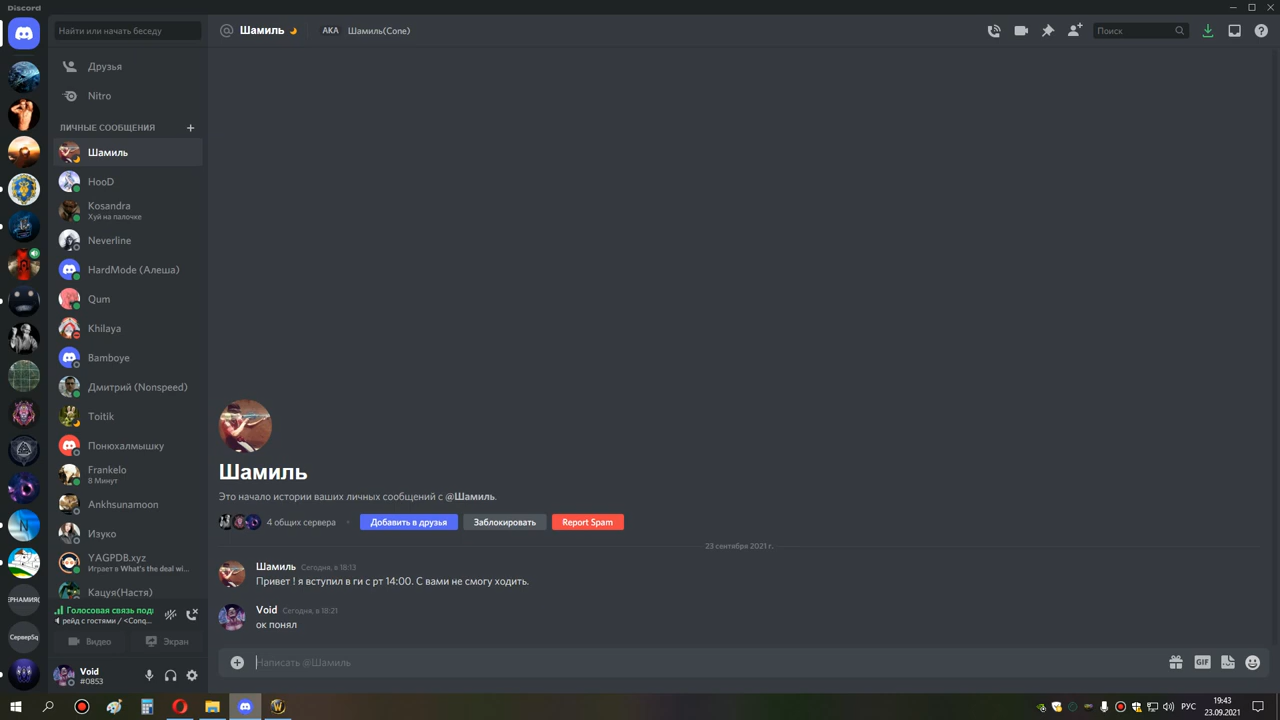 Discord
Найти или начать беседу
Шамиль
AKA Шамиль(Cone)
Поиск
Друзья
Nitro
ЛИЧНЫЕ СООБЩЕНИЯ
Шамиль
HooD
Kosandra
Хуй на палочке
Neverline
HardMode (Алеша)
Qum
Khilaya
Bamboye
Дмитрий (Nonspeed)
Toitik
Понюхалмышку
Frankelo
8 Минут
Ankhsunamoon
Изуко
YAGPDB.xyz
Играет в What's the deal wi...
Кацуя(Настя)
Шамиль
Это начало истории ваших личных сообщений с @Шамиль.
4 общих сервера
Добавить в друзья
Заблокировать
Report Spam
23 сентября 2021 г.
Шамиль Сегодня, в 18:13
Привет ! я вступил в ги с рт 14:00. С вами не смогу ходить.
Void Сегодня, в 18:21
ок понял
Написать @Шамиль
GIF
ЕРНАМИЯ(
СерверSq
Голосовая связь под
рейд с гостями / <Conq...
Видео
Экран
Void
#0853
РУС
19:43
23.09.2021